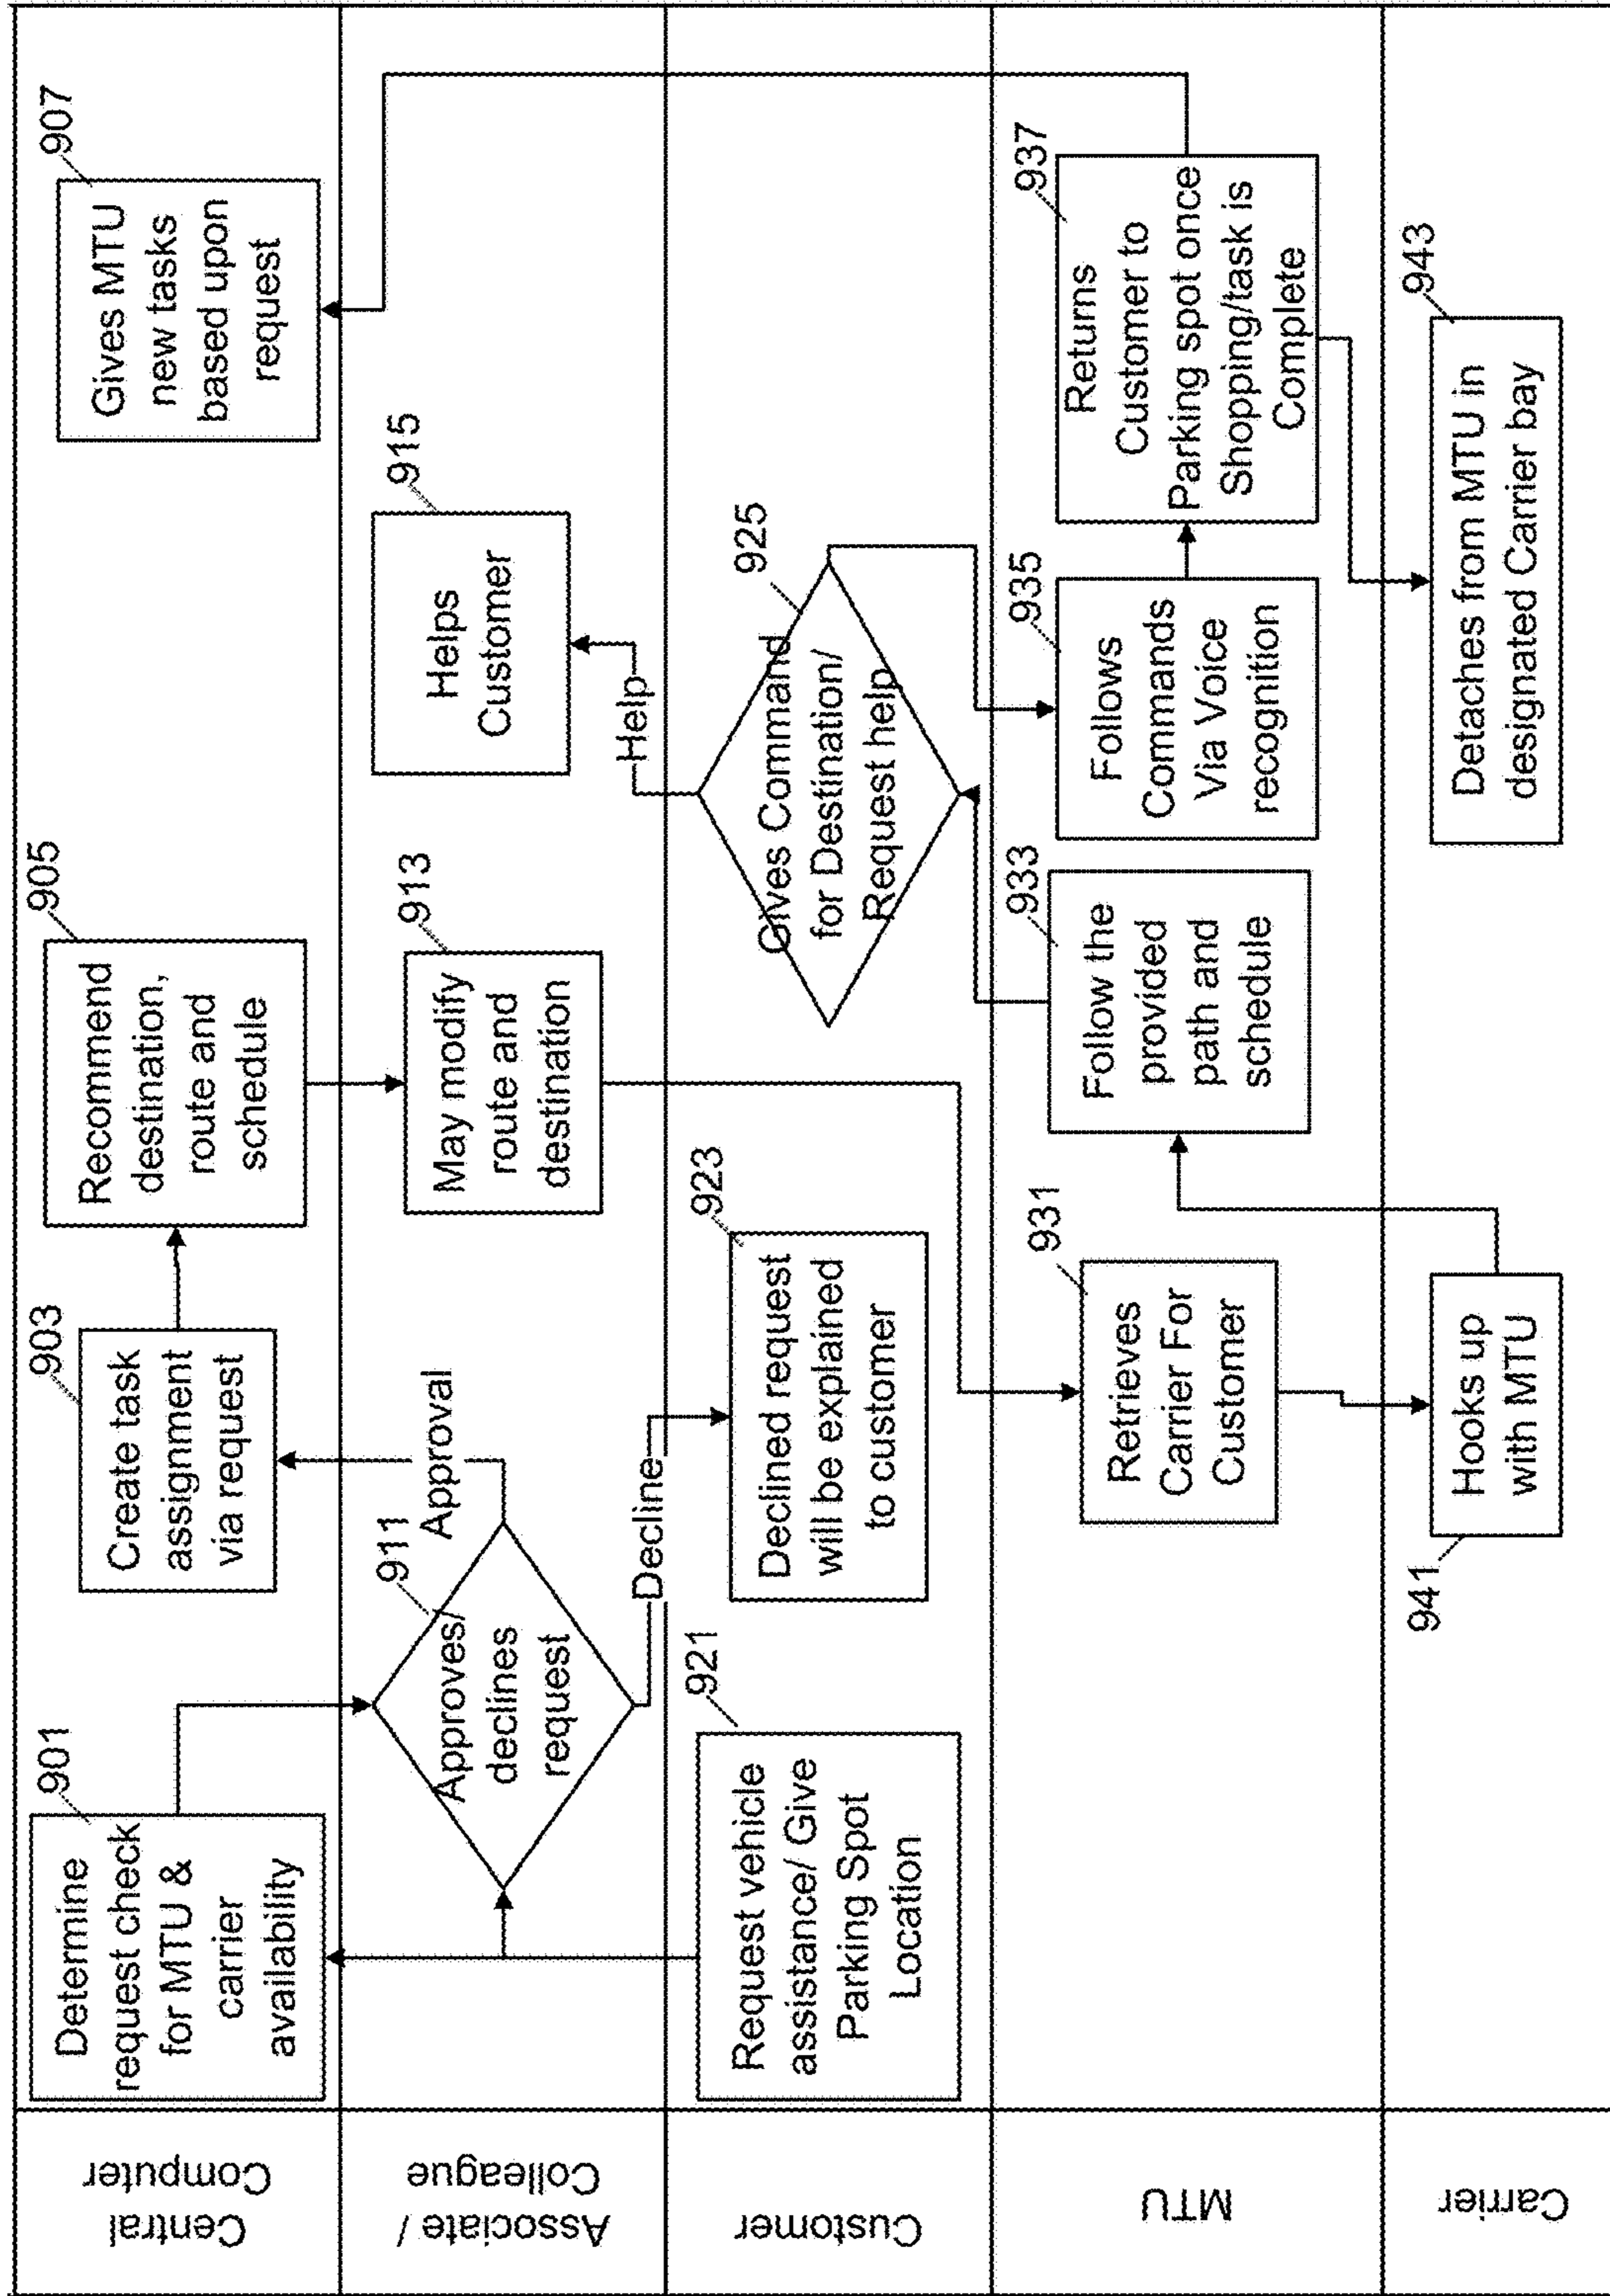 Central
Computer
901
Determine
request check
for MTU &
carrier
availability
903
Create task
assignment
via request
905
Recommend
destination,
route and
schedule
907
Gives MTU
new tasks
based upon
request
Associate /
Colleague
911
Approves/
declines
request
Approval
Decline
913
May modify
route and
destination
915
Helps
Customer
Help
Customer
921
Request vehicle
assistance/ Give
Parking Spot
Location
923
Declined request
will be explained
to customer
925
Gives Command
for Destination/
Request help
MTU
931
Retrieves
Carrier For
Customer
933
Follow the
provided
path and
schedule
935
Follows
Commands
Via Voice
recognition
937
Returns
Customer to
Parking spot once
Shopping/task is
Complete
Carrier
941
Hooks up
with MTU
943
Detaches from MTU in
designated Carrier bay